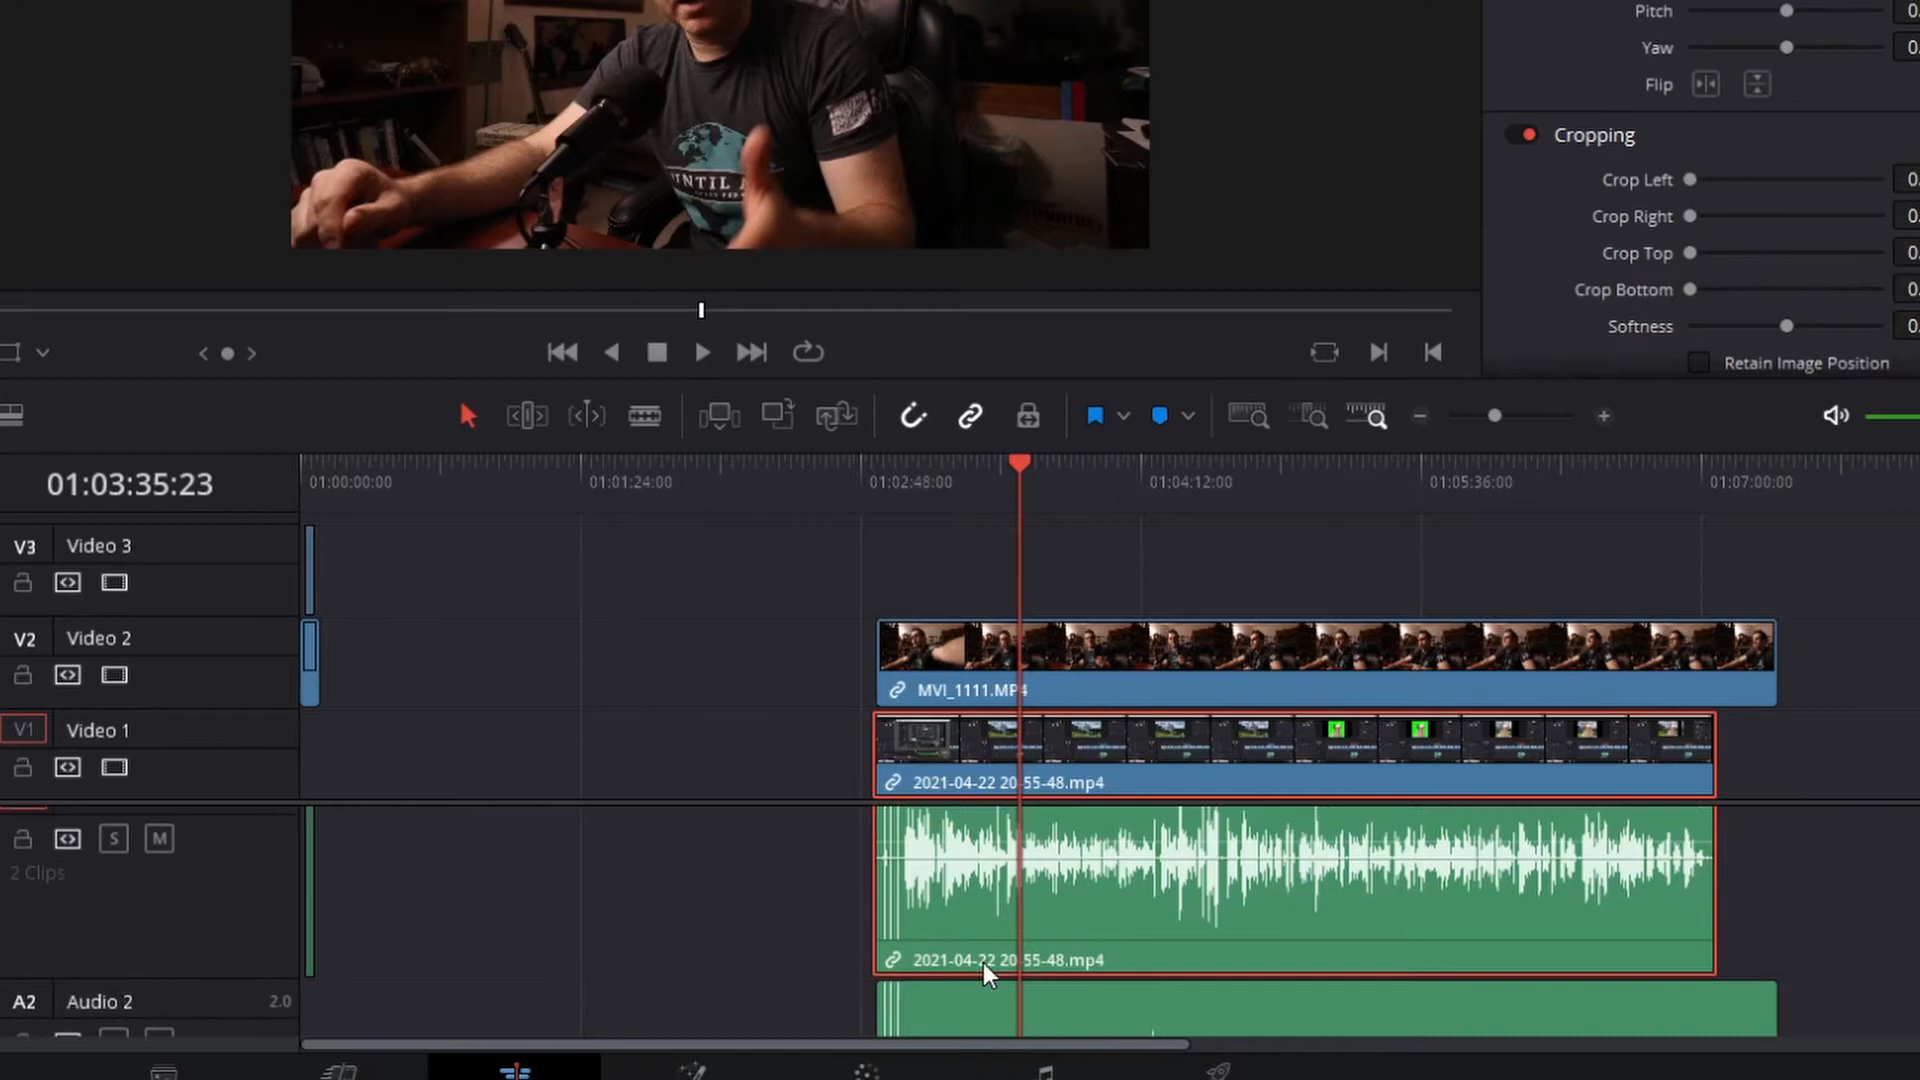 Pitch
Yaw
Flip
Cropping
Crop Left
Crop Right
Crop Top
Crop Bottom
Softness
Retain Image Position
01:03:35:23
01:00:00:00
01:01:24:00
01:02:48:00
01:04:12:00
01:05:36:00
01:07:00:00
V3 Video 3
V2 Video 2
MVI_1111.MP4
V1 Video 1
2021-04-22 20-55-48.mp4
S M
2 Clips
2021-04-22 20-55-48.mp4
A2 Audio 2 2.0